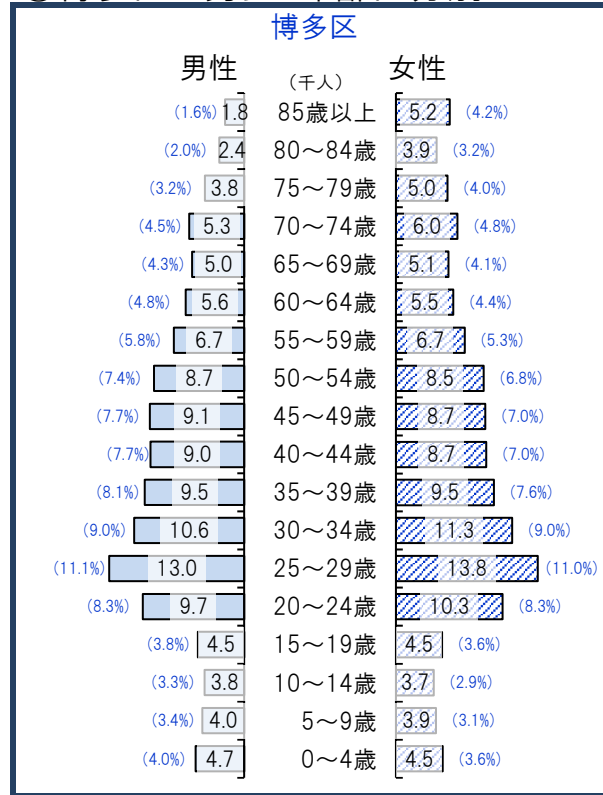 博多区
男性 (千人) 女性
(1.6%) 1.8 85歳以上 5.2 (4.2%)
(2.0%) 2.4 80～84歳 3.9 (3.2%)
(3.2%) 3.8 75～79歳 5.0 (4.0%)
(4.5%) 5.3 70～74歳 6.0 (4.8%)
(4.3%) 5.0 65～69歳 5.1 (4.1%)
(4.8%) 5.6 60～64歳 5.5 (4.4%)
(5.8%) 6.7 55～59歳 6.7 (5.3%)
(7.4%) 8.7 50～54歳 8.5 (6.8%)
(7.7%) 9.1 45～49歳 8.7 (7.0%)
(7.7%) 9.0 40～44歳 8.7 (7.0%)
(8.1%) 9.5 35～39歳 9.5 (7.6%)
(9.0%) 10.6 30～34歳 11.3 (9.0%)
(11.1%) 13.0 25～29歳 13.8 (11.0%)
(8.3%) 9.7 20～24歳 10.3 (8.3%)
(3.8%) 4.5 15～19歳 4.5 (3.6%)
(3.3%) 3.8 10～14歳 3.7 (2.9%)
(3.4%) 4.0 5～9歳 3.9 (3.1%)
(4.0%) 4.7 0～4歳 4.5 (3.6%)